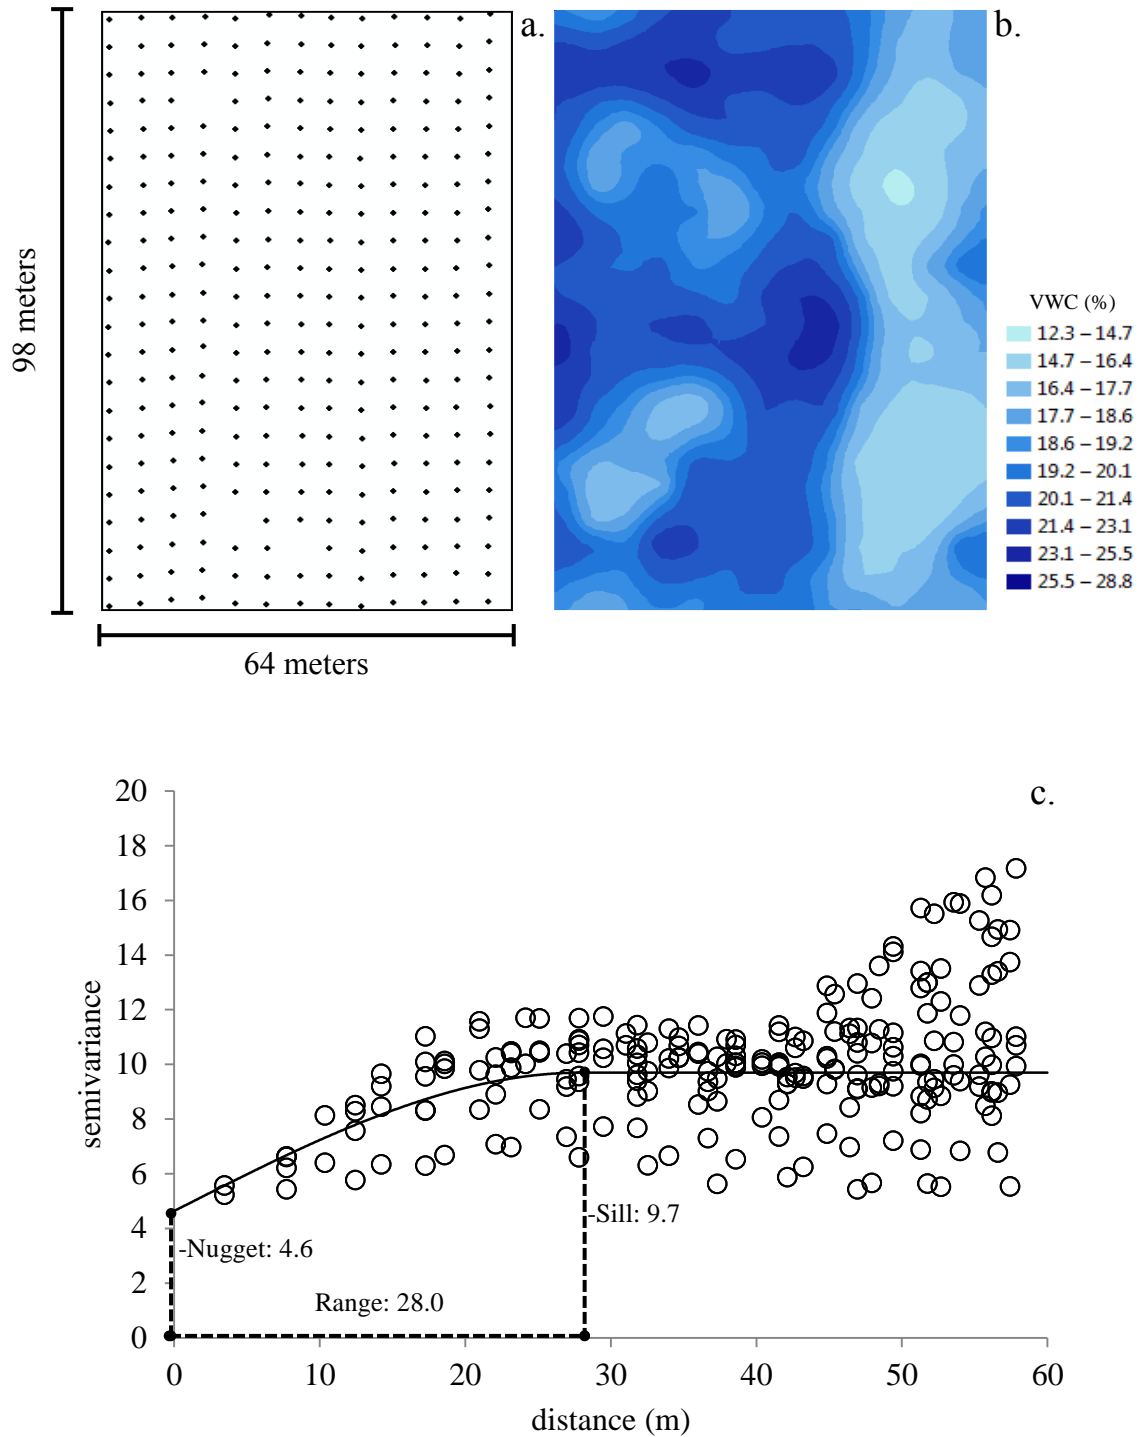 a.
b.
98 meters
64 meters
VWC (%)
12.3 – 14.7
14.7 – 16.4
16.4 – 17.7
17.7 – 18.6
18.6 – 19.2
19.2 – 20.1
20.1 – 21.4
21.4 – 23.1
23.1 – 25.5
25.5 – 28.8
c.
semivariance
20
18
16
14
12
10
8
6
4
2
0
-Nugget: 4.6
-Sill: 9.7
Range: 28.0
0 10 20 30 40 50 60
distance (m)